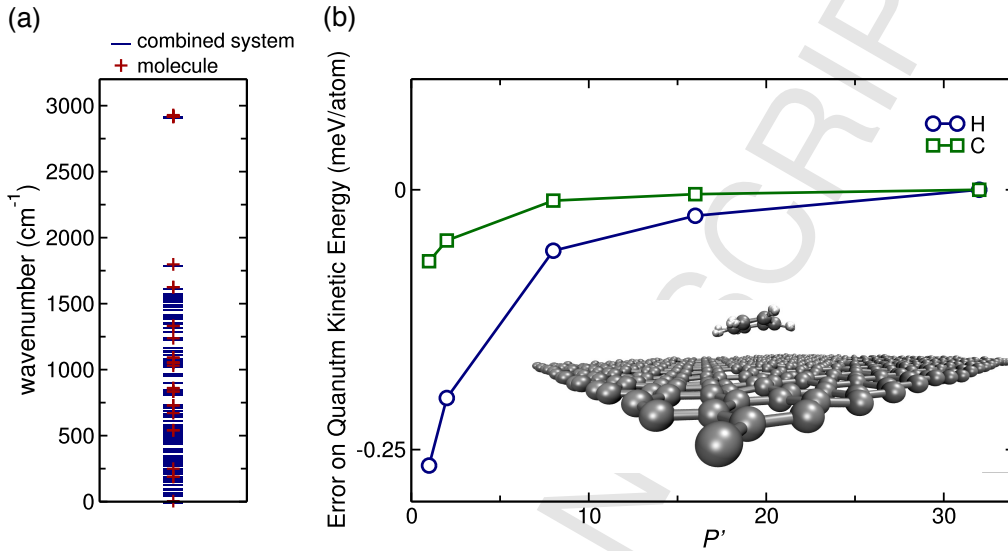 (a)
combined system
molecule
3000
2500
2000
1500
1000
500
0
wavenumber (cm-1)
(b)
H
C
0
-0.25
Error on Quanutm Kinetic Energy (meV/atom)
0
10
20
30
P'
N SCRIP